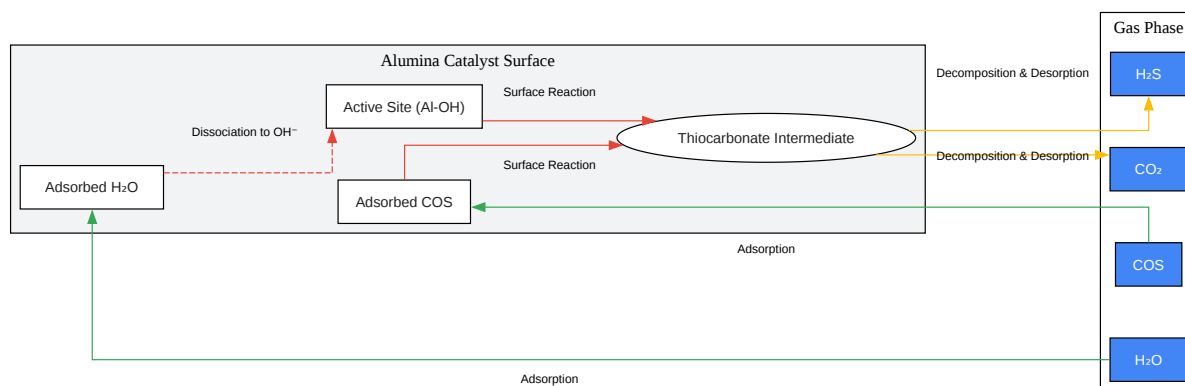 Gas Phase
Alumina Catalyst Surface
Decomposition & Desorption
H₂S
Surface Reaction
Active Site (Al-OH)
Dissociation to OH⁻
Thiocarbonate Intermediate
Surface Reaction
Decomposition & Desorption
CO₂
Adsorbed H₂O
Adsorbed COS
Adsorption
COS
H₂O
Adsorption